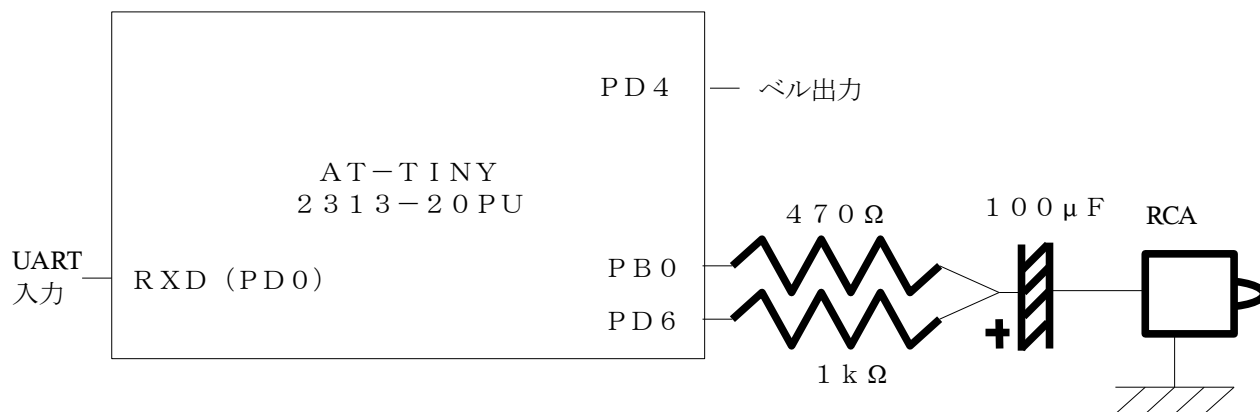 PD4
ベル出力
AT-TINY
2313-20PU
470Ω
100μF
RCA
UART
入力
RXD (PD0)
PB0
PD6
+
1kΩ